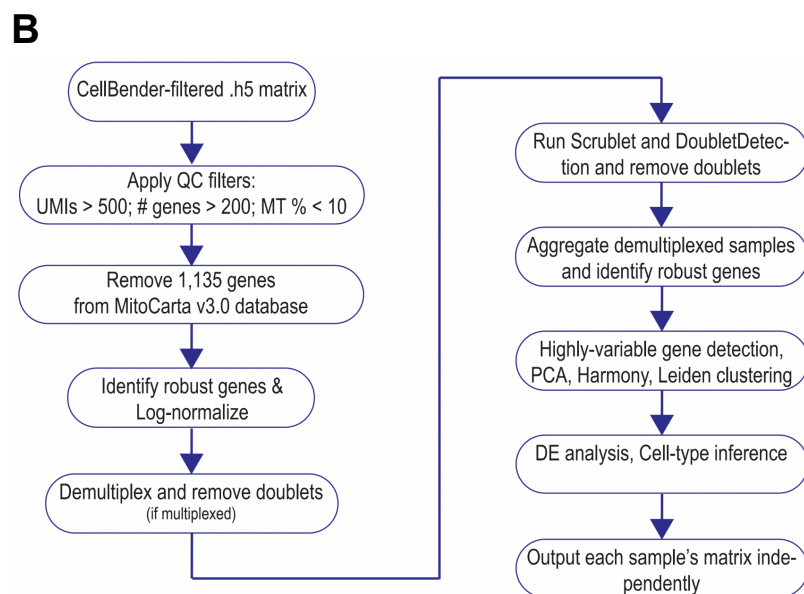 B
CellBender-filtered .h5 matrix
Apply QC filters:
UMIs > 500; # genes > 200; MT % < 10
Remove 1,135 genes
from MitoCarta v3.0 database
Identify robust genes &
Log-normalize
Demultiplex and remove doublets
(if multiplexed)
Run Scrublet and DoubletDetec-
tion and remove doublets
Aggregate demultiplexed samples
and identify robust genes
Highly-variable gene detection,
PCA, Harmony, Leiden clustering
DE analysis, Cell-type inference
Output each sample's matrix inde-
pendently